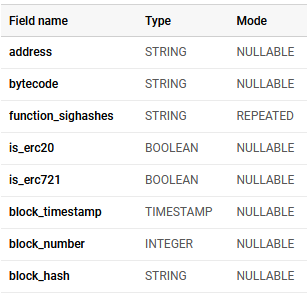 Field name Type Mode
address STRING NULLABLE
bytecode STRING NULLABLE
function_sighashes STRING REPEATED
is_erc20 BOOLEAN NULLABLE
is_erc721 BOOLEAN NULLABLE
block_timestamp TIMESTAMP NULLABLE
block_number INTEGER NULLABLE
block_hash STRING NULLABLE